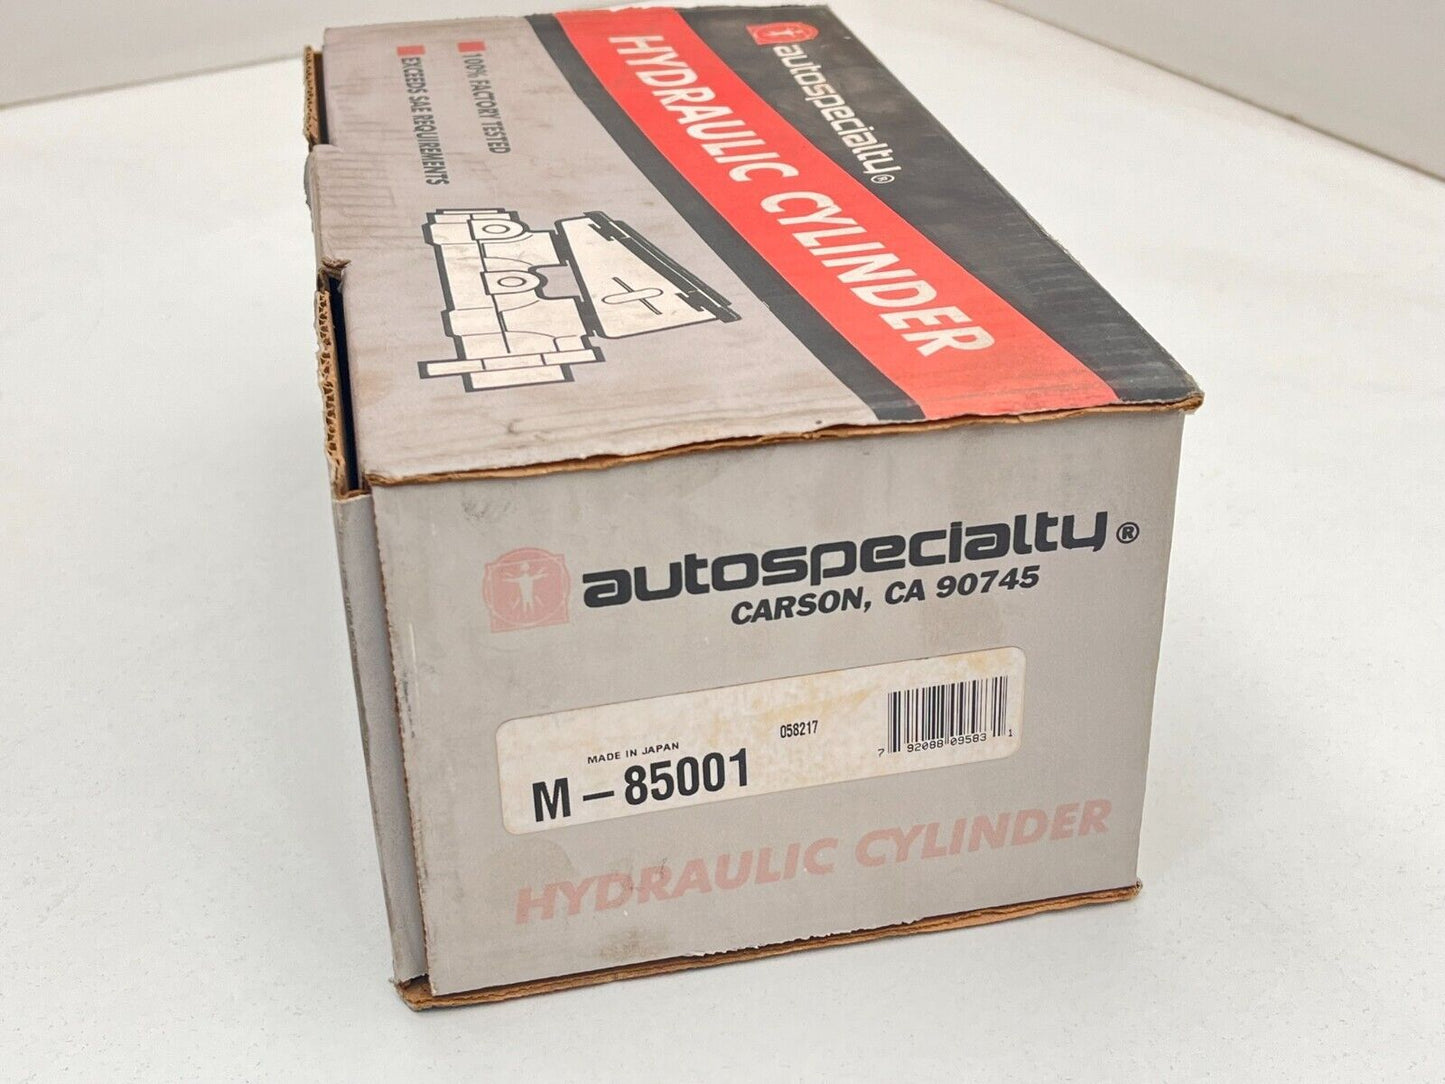 autospecialty®
HYDRAULIC CYLINDER
100% FACTORY TESTED
EXCEEDS SAE REQUIREMENTS
autospecialty®
CARSON, CA 90745
058217
MADE IN JAPAN
M-85001
7 92088 09583 1
HYDRAULIC CYLINDER